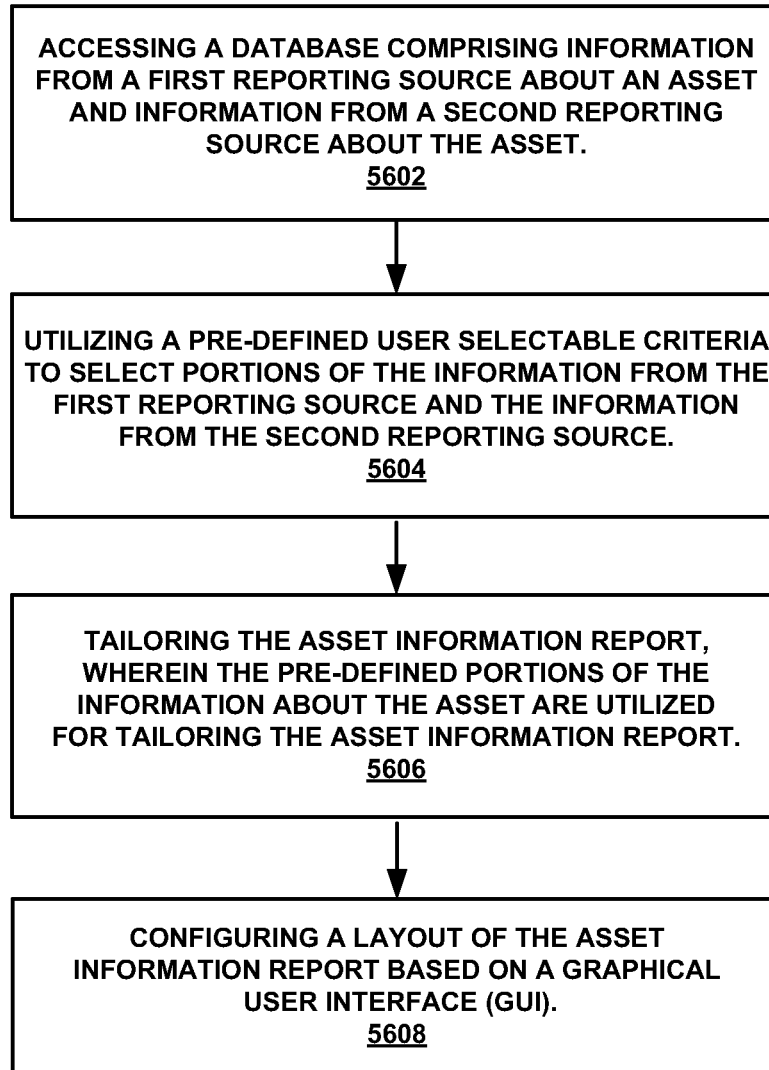 ACCESSING A DATABASE COMPRISING INFORMATION
FROM A FIRST REPORTING SOURCE ABOUT AN ASSET
AND INFORMATION FROM A SECOND REPORTING
SOURCE ABOUT THE ASSET.
5602
UTILIZING A PRE-DEFINED USER SELECTABLE CRITERIA
TO SELECT PORTIONS OF THE INFORMATION FROM THE
FIRST REPORTING SOURCE AND THE INFORMATION
FROM THE SECOND REPORTING SOURCE.
5604
TAILORING THE ASSET INFORMATION REPORT,
WHEREIN THE PRE-DEFINED PORTIONS OF THE
INFORMATION ABOUT THE ASSET ARE UTILIZED
FOR TAILORING THE ASSET INFORMATION REPORT.
5606
CONFIGURING A LAYOUT OF THE ASSET
INFORMATION REPORT BASED ON A GRAPHICAL
USER INTERFACE (GUI).
5608